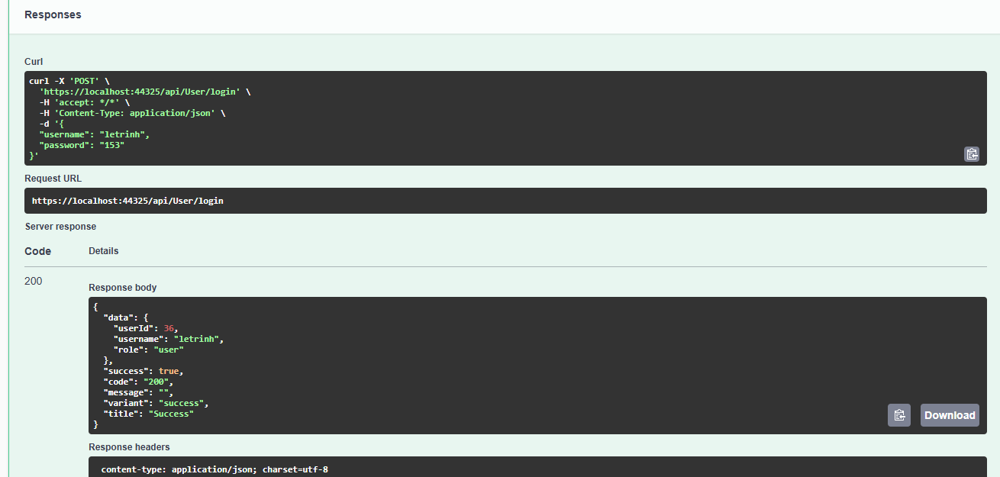 Responses
Curl
curl -X 'POST' \
  'https://localhost:44325/api/User/login' \
  -H 'accept: */*' \
  -H 'Content-Type: application/json' \
  -d '{
  "username": "letrinh",
  "password": "153"
}'
Request URL
https://localhost:44325/api/User/login
Server response
Code Details
200
Response body
{
  "data": {
    "userId": 36,
    "username": "letrinh",
    "role": "user"
  },
  "success": true,
  "code": "200",
  "message": "",
  "variant": "success",
  "title": "Success"
}
Download
Response headers
content-type: application/json; charset=utf-8